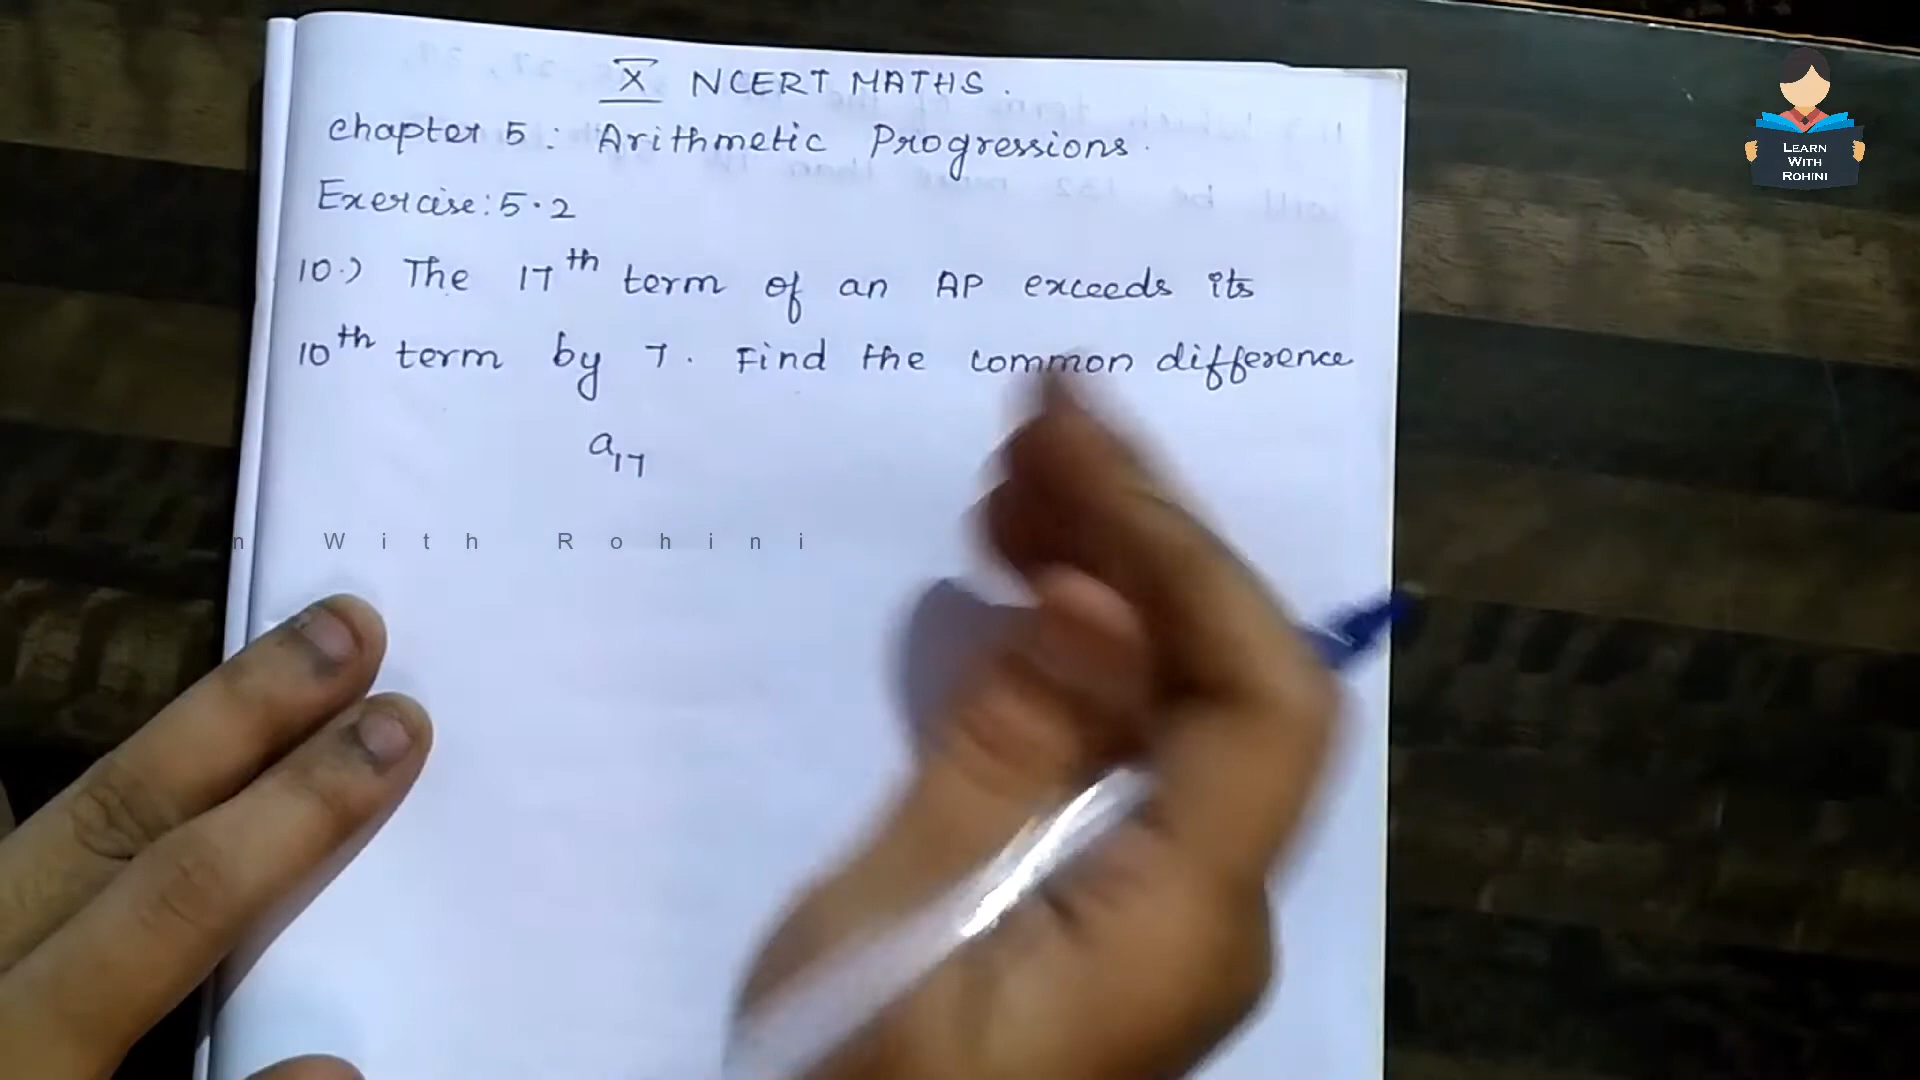 X NCERT MATHS.
Chapter 5: Arithmetic Progressions.
Exercise: 5.2
10.) The 17th term of an AP exceeds its
10th term by 7. Find the common difference
a17
n With Rohini
LEARN
WITH
ROHINI